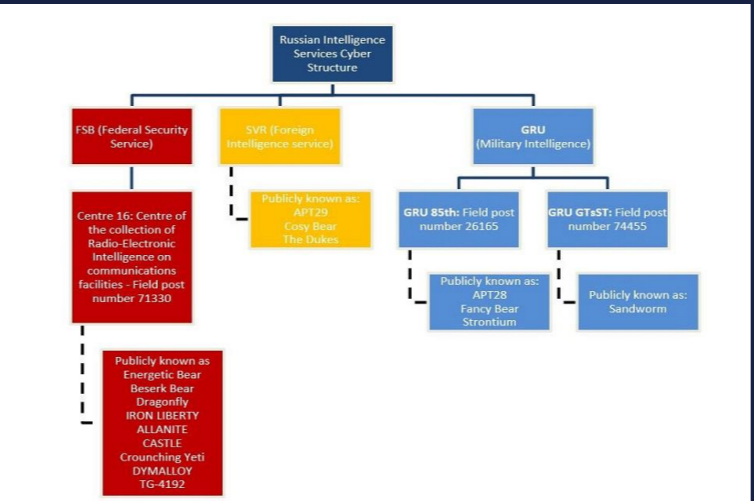 Russian Intelligence
Services Cyber
Structure
FSB (Federal Security
Service)
SVR (Foreign
Intelligence service)
GRU
(Military Intelligence)
Centre 16: Centre of
the collection of
Radio-Electronic
Intelligence on
communications
facilities - Field post
number 71330
Publicly known as:
APT29
Cosy Bear
The Dukes
GRU 85th: Field post
number 26165
GRU GTsST: Field post
number 74455
Publicly known as:
APT28
Fancy Bear
Strontium
Publicly known as:
Sandworm
Publicly known as
Energetic Bear
Beserk Bear
Dragonfly
IRON LIBERTY
ALLANITE
CASTLE
Crounching Yeti
DYMALLOY
TG-4192